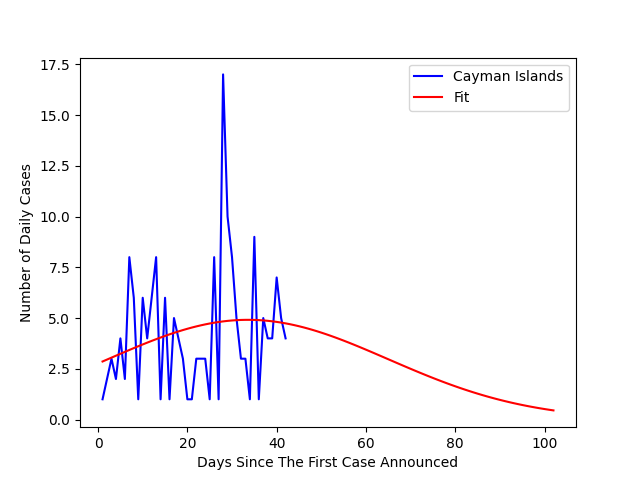 17.5
15.0
12.5
10.0
7.5
5.0
2.5
0.0
Number of Daily Cases
Cayman Islands
Fit
0 20 40 60 80 100
Days Since The First Case Announced